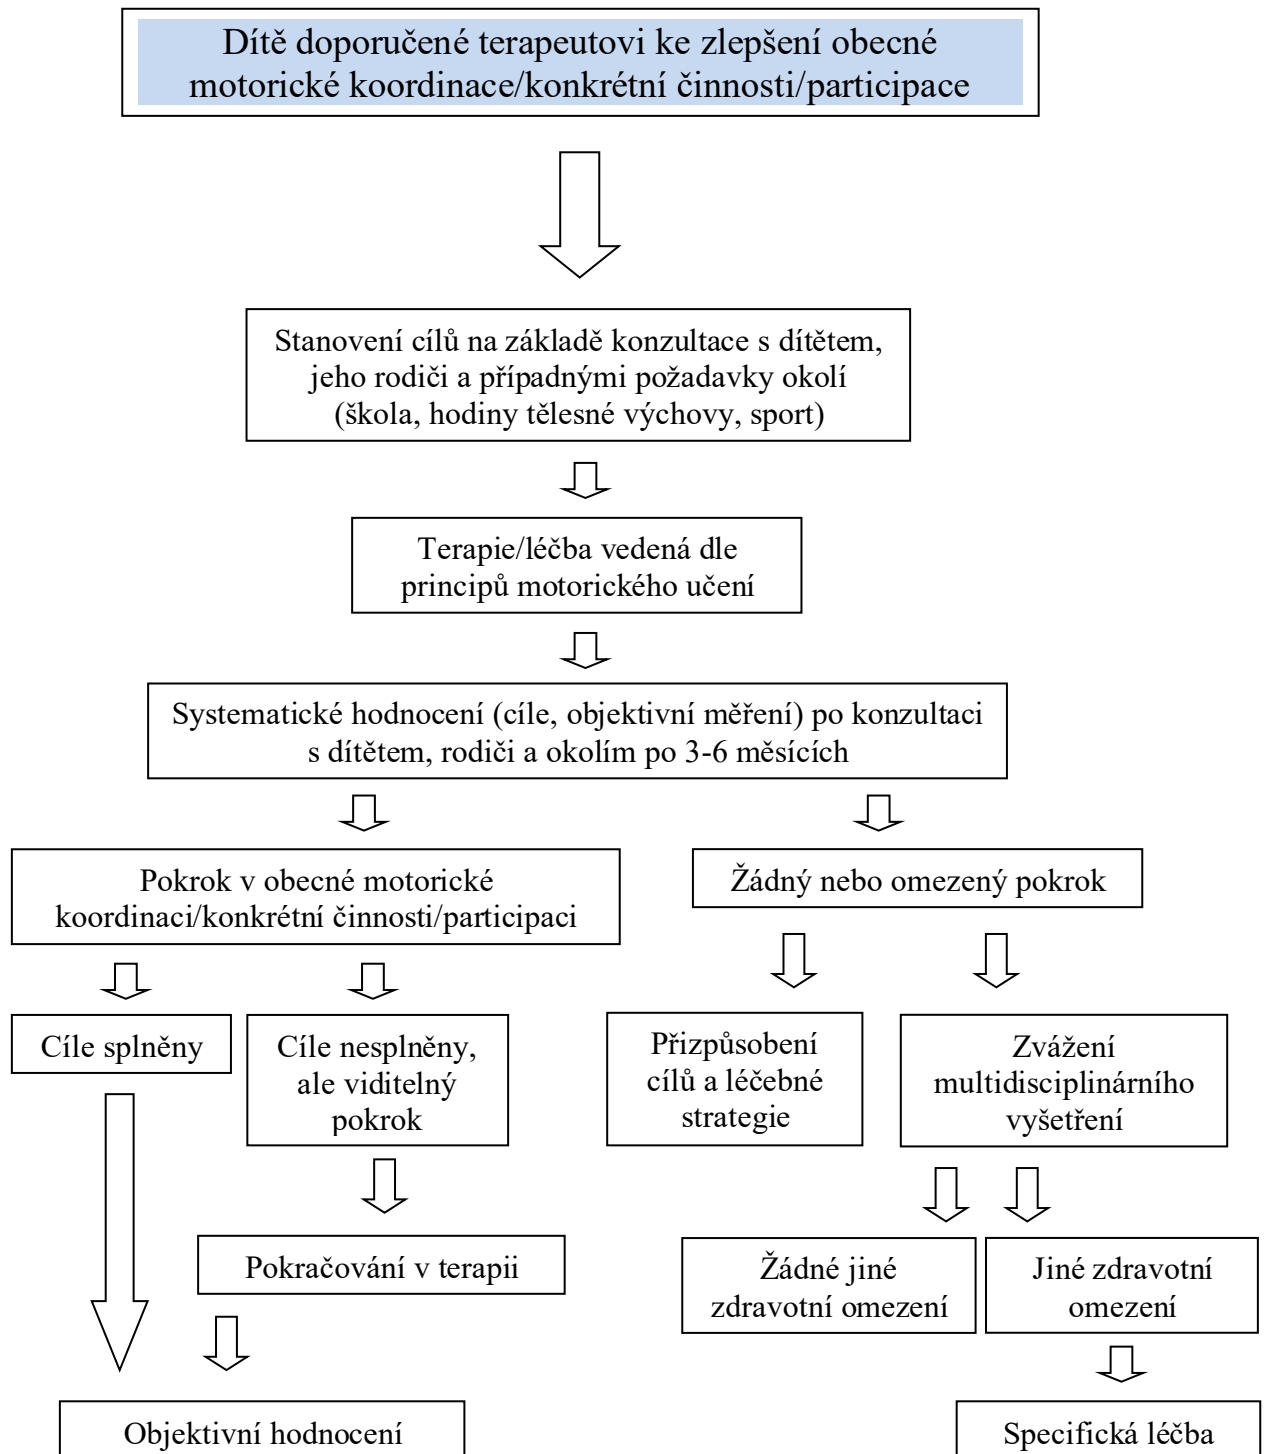 Dítě doporučené terapeutovi ke zlepšení obecné
motorické koordinace/konkrétní činnosti/participace
Stanovení cílů na základě konzultace s dítětem,
jeho rodiči a případnými požadavky okolí
(škola, hodiny tělesné výchovy, sport)
Terapie/léčba vedená dle
principů motorického učení
Systematické hodnocení (cíle, objektivní měření) po konzultaci
s dítětem, rodiči a okolím po 3-6 měsících
Pokrok v obecné motorické
koordinaci/konkrétní činnosti/participaci
Žádný nebo omezený pokrok
Cíle splněny
Cíle nesplněny,
ale viditelný
pokrok
Přizpůsobení
cílů a léčebné
strategie
Zvážení
multidisciplinárního
vyšetření
Pokračování v terapii
Žádné jiné
zdravotní omezení
Jiné zdravotní
omezení
Objektivní hodnocení
Specifická léčba